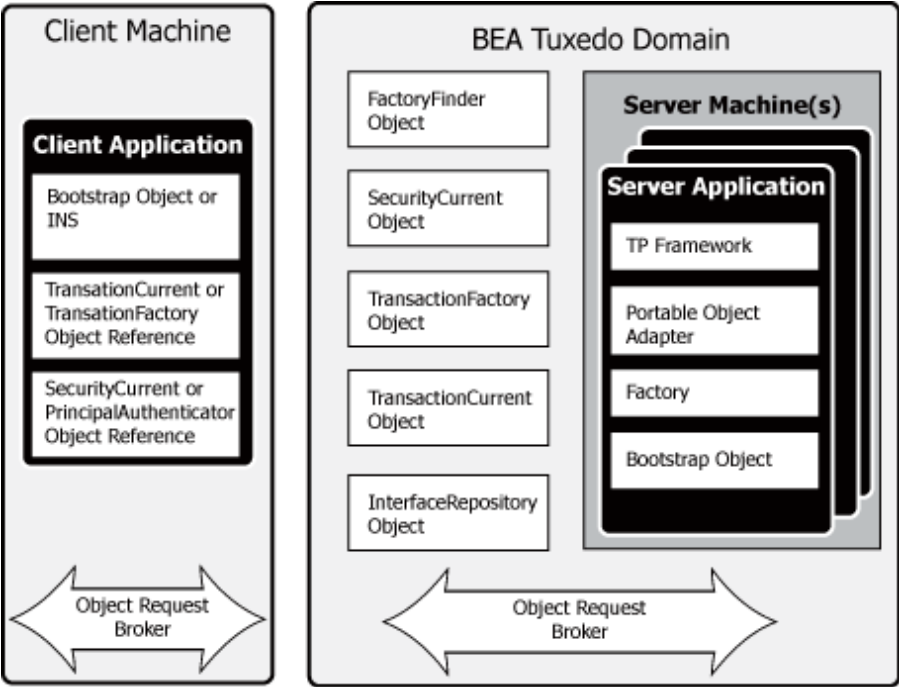 Client Machine
Client Application
Bootstrap Object or
INS
TransationCurrent or
TransationFactory
Object Reference
SecurityCurrent or
PrincipalAuthenticator
Object Reference
Object Request
Broker
BEA Tuxedo Domain
FactoryFinder
Object
SecurityCurrent
Object
TransactionFactory
Object
TransactionCurrent
Object
InterfaceRepository
Object
Server Machine(s)
Server Application
TP Framework
Portable Object
Adapter
Factory
Bootstrap Object
Object Request
Broker